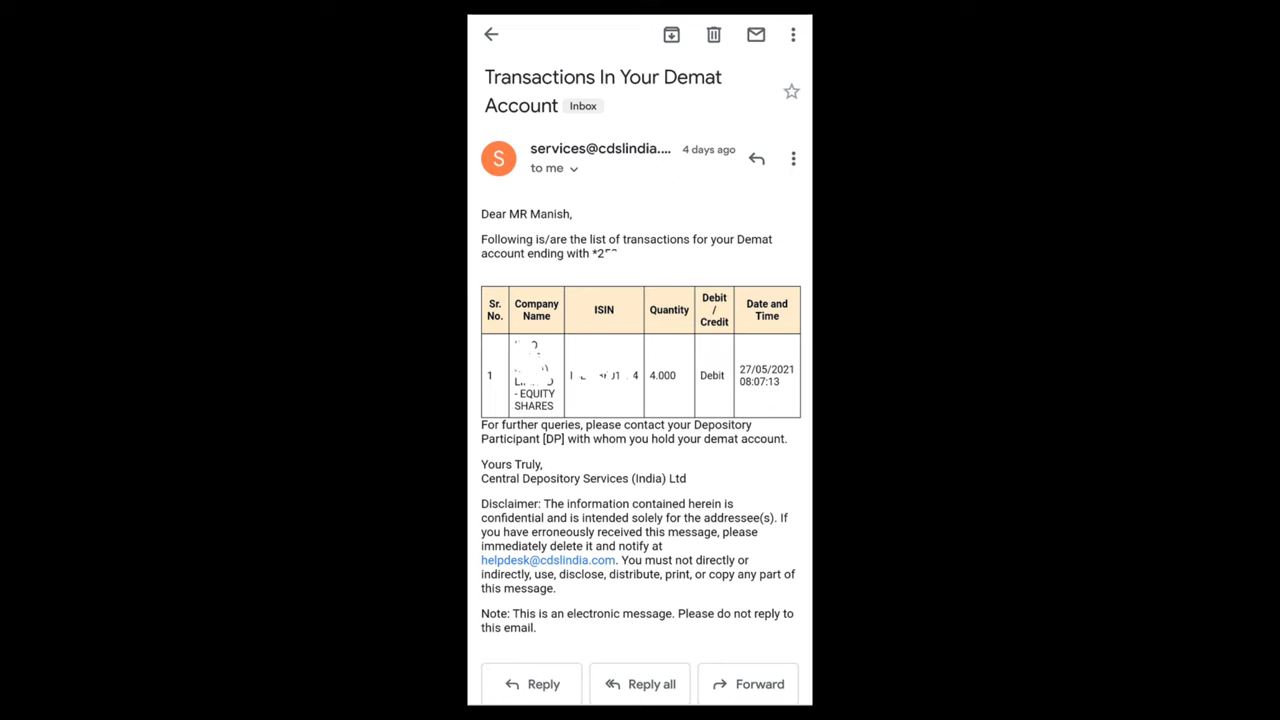 Transactions In Your Demat
Account Inbox
S
services@cdslindia.... 4 days ago
to me
Dear MR Manish,
Following is/are the list of transactions for your Demat
account ending with
Sr. No. Company Name ISIN Quantity Debit / Credit Date and Time
1 - EQUITY SHARES 4.000 Debit 27/05/2021 08:07:13
For further queries, please contact your Depository
Participant [DP] with whom you hold your demat account.
Yours Truly,
Central Depository Services (India) Ltd
Disclaimer: The information contained herein is
confidential and is intended solely for the addressee(s). If
you have erroneously received this message, please
immediately delete it and notify at
helpdesk@cdslindia.com. You must not directly or
indirectly, use, disclose, distribute, print, or copy any part of
this message.
Note: This is an electronic message. Please do not reply to
this email.
Reply Reply all Forward